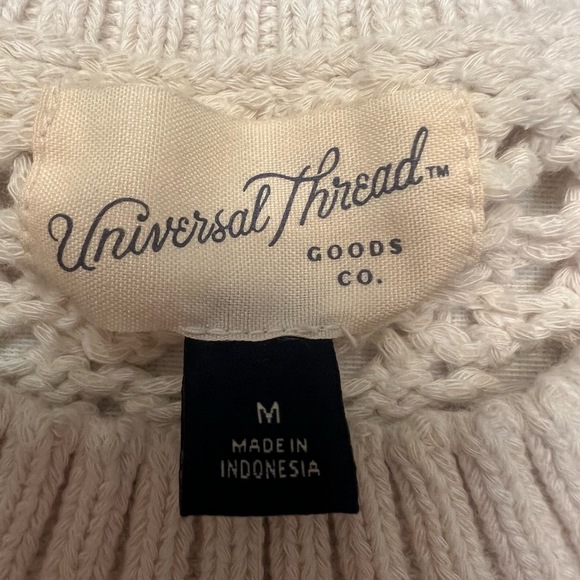 Universal Thread™
GOODS
CO.
M
MADE IN
INDONESIA